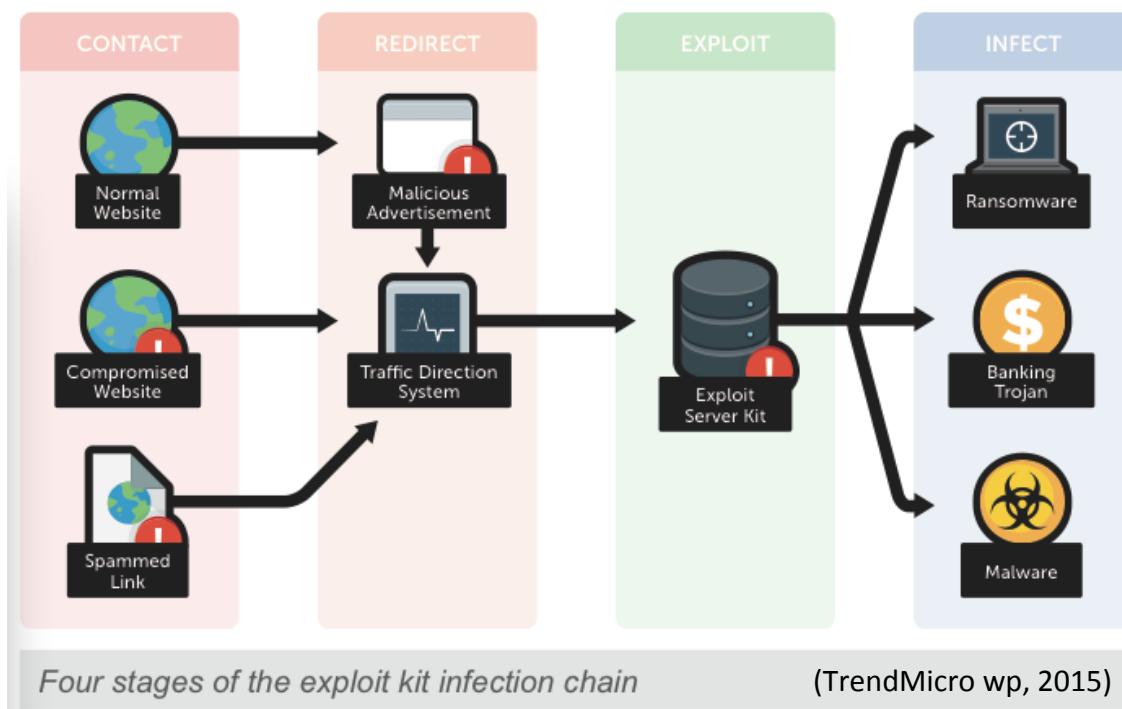 CONTACT
REDIRECT
EXPLOIT
INFECT
Normal
Website
Malicious
Advertisement
Ransomware
Compromised
Website
Traffic Direction
System
Exploit
Server Kit
Banking
Trojan
Spammed
Link
Malware
Four stages of the exploit kit infection chain
(TrendMicro wp, 2015)